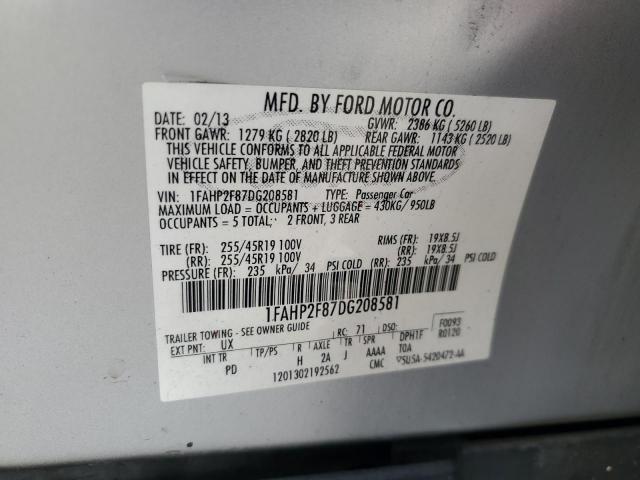 MFD. BY FORD MOTOR CO.
DATE: 02/13 GVWR: 2386 KG ( 5260 LB)
FRONT GAWR: 1279 KG ( 2820 LB) REAR GAWR: 1143 KG ( 2520 LB)
THIS VEHICLE CONFORMS TO ALL APPLICABLE FEDERAL MOTOR
VEHICLE SAFETY, BUMPER, AND THEFT PREVENTION STANDARDS
IN EFFECT ON THE DATE OF MANUFACTURE SHOWN ABOVE.
VIN: 1FAHP2F87DG208581 TYPE: Passenger Car
MAXIMUM LOAD = OCCUPANTS + LUGGAGE = 430KG/ 950LB
OCCUPANTS = 5 TOTAL; 2 FRONT, 3 REAR
TIRE (FR): 255/45R19 100V RIMS (FR): 19X8.5J
(RR): 255/45R19 100V (RR): 19X8.5J
PRESSURE (FR): 235 kPa/ 34 PSI COLD (RR): 235 kPa/ 34 PSI COLD
1FAHP2F87DG208581
TRAILER TOWING - SEE OWNER GUIDE RC: 71 DSO: F0093
EXT PNT: UX R0120
INT TR TP/PS R AXLE TR SPR DPH1F
PD H 2A J AAAA TOA
1201302192562 CMC 5U5A-5420472-AA